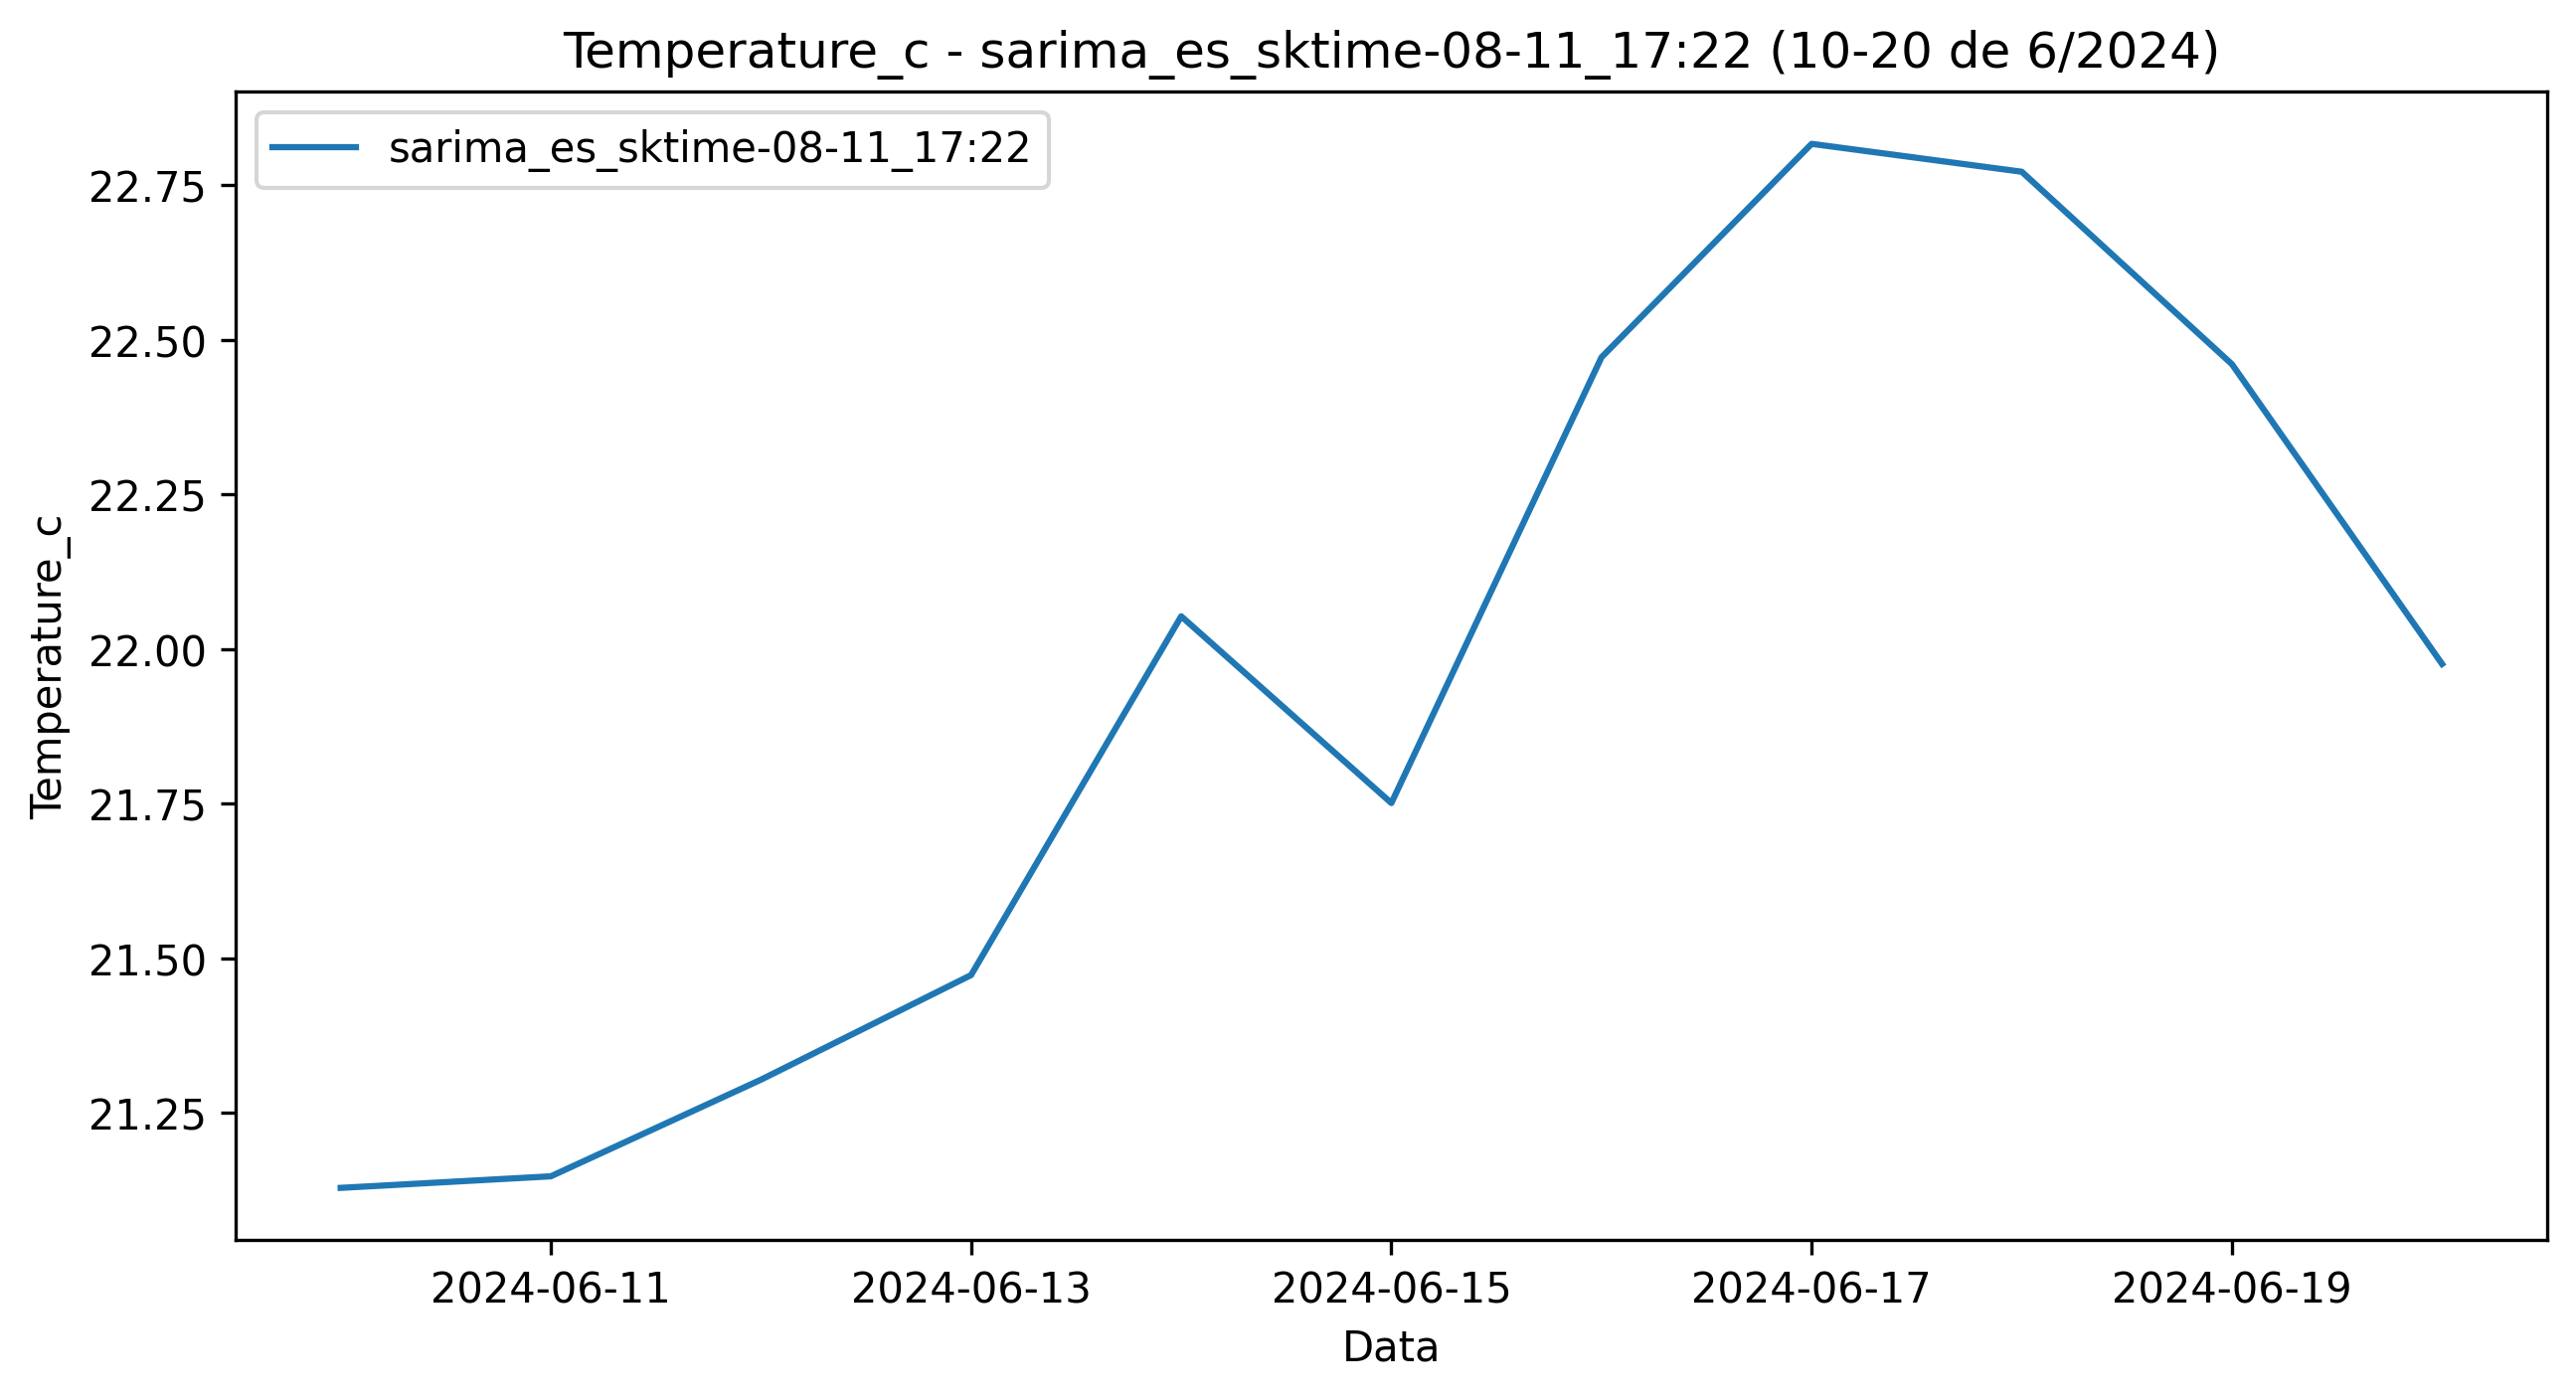 Temperature_c - sarima_es_sktime-08-11_17:22 (10-20 de 6/2024)
sarima_es_sktime-08-11_17:22
Temperature_c
22.75
22.50
22.25
22.00
21.75
21.50
21.25
2024-06-11 2024-06-13 2024-06-15 2024-06-17 2024-06-19
Data